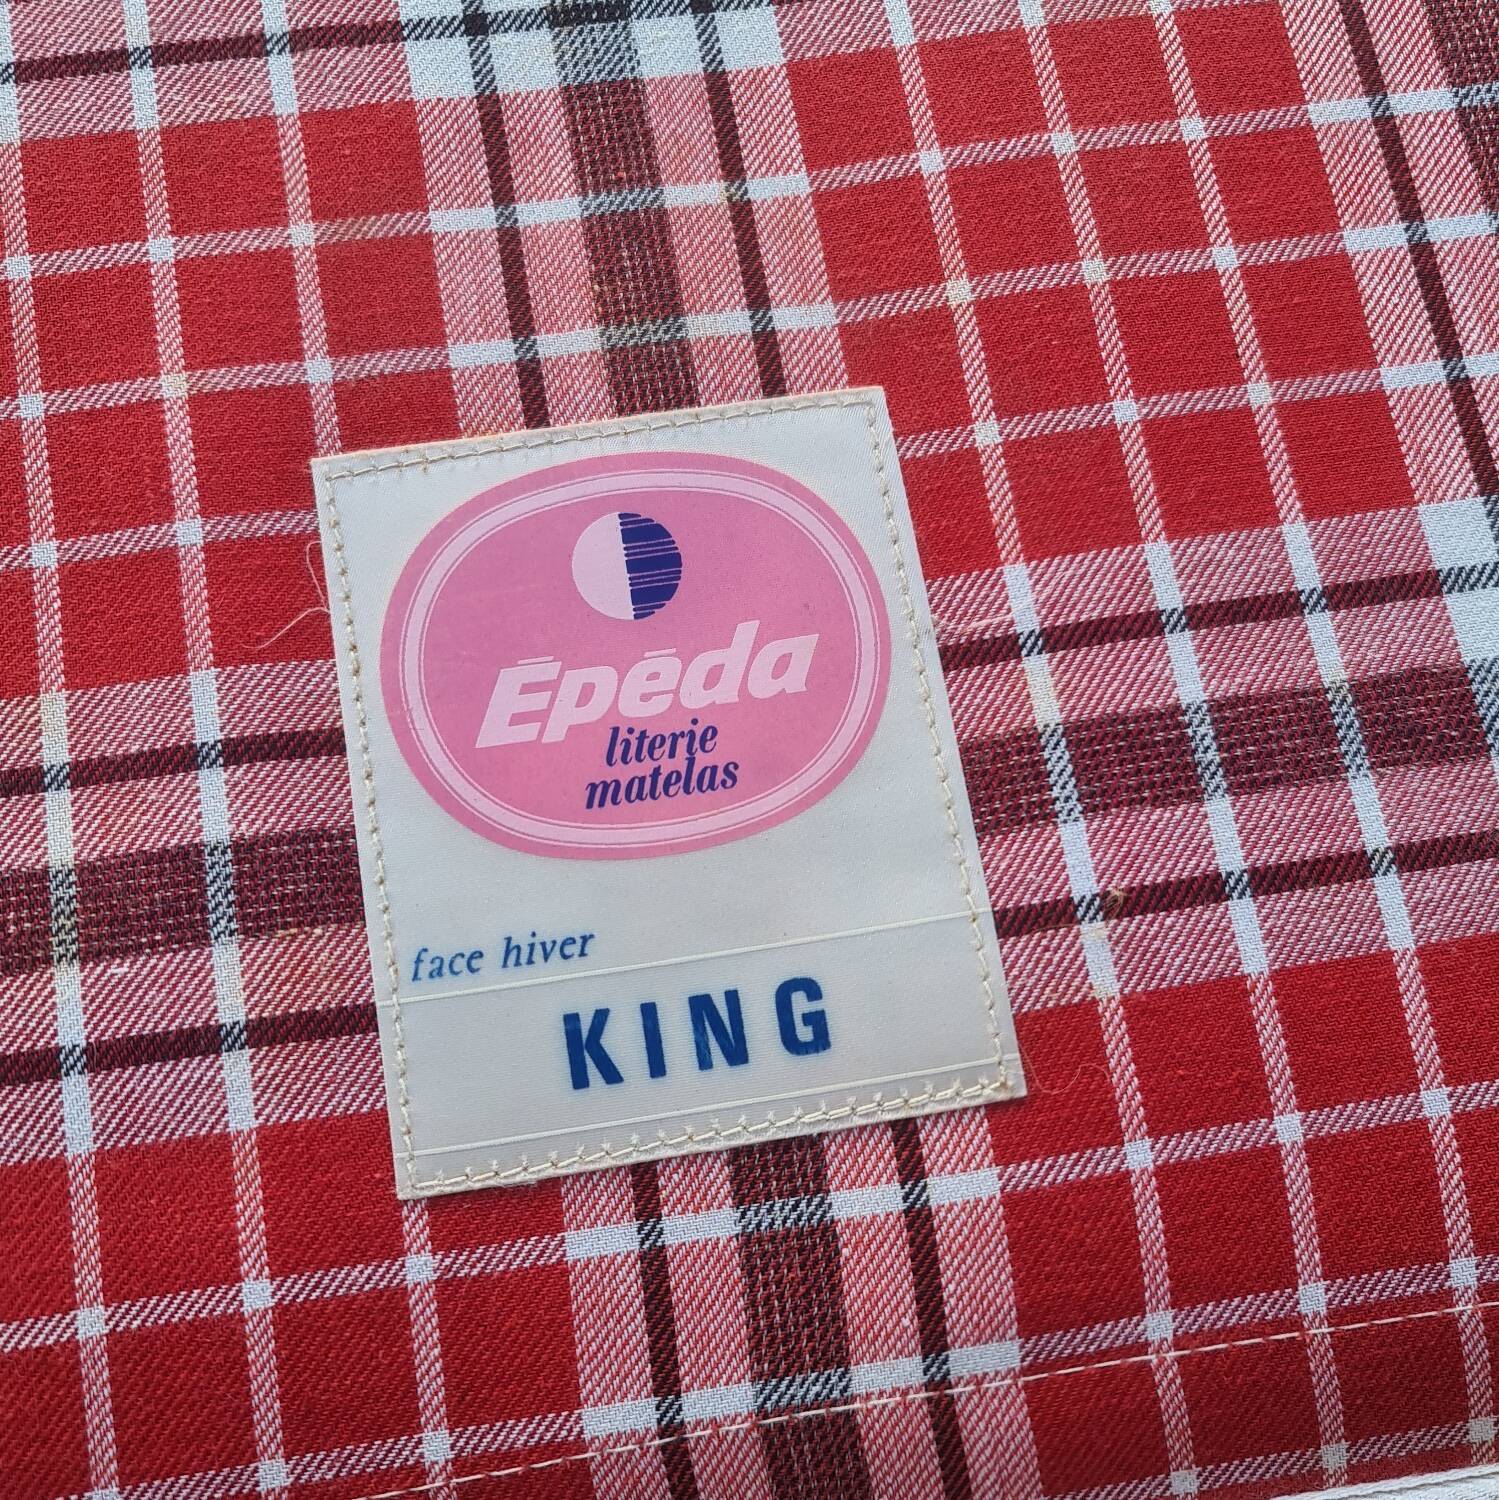 Ēpēda
literie
matelas
face hiver
KING